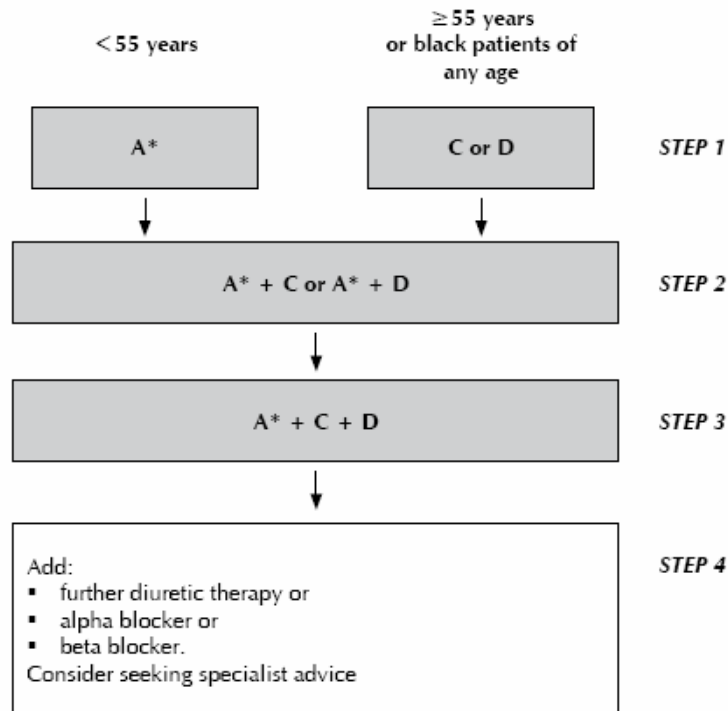 <55 years
≥55 years
or black patients of
any age
A*
C or D
STEP 1
A* + C or A* + D
STEP 2
A* + C + D
STEP 3
Add:
▪ further diuretic therapy or
▪ alpha blocker or
▪ beta blocker.
Consider seeking specialist advice
STEP 4